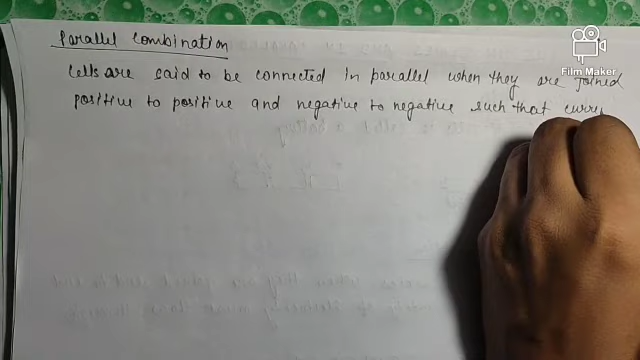 Parallel Combination
Film Maker
Cells are said to be connected in parallel when they are joined
positive to positive and negative to negative such that curr